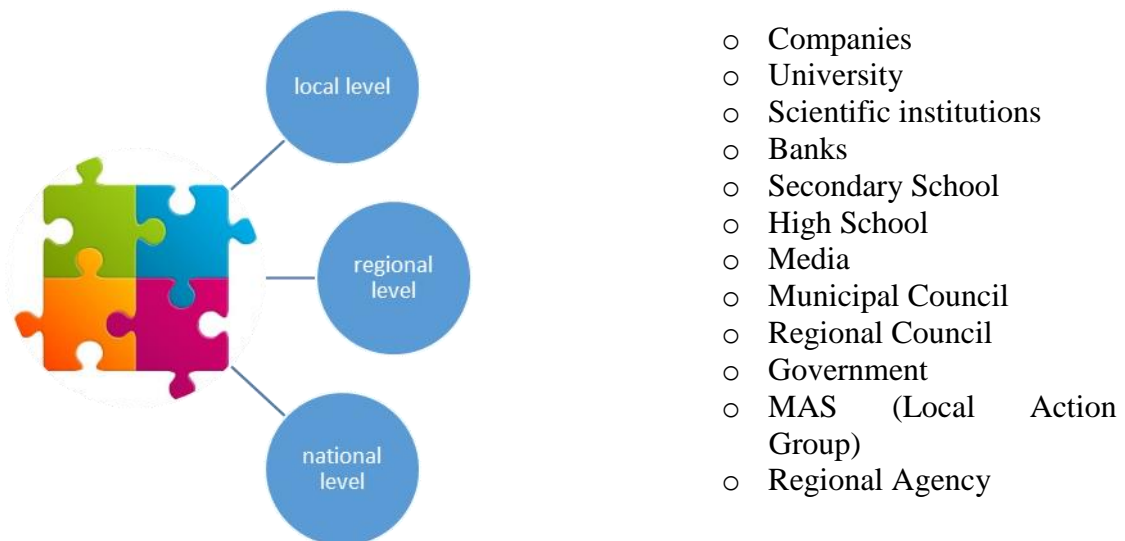 local level
regional
level
national
level
o Companies
o University
o Scientific institutions
o Banks
o Secondary School
o High School
o Media
o Municipal Council
o Regional Council
o Government
o MAS (Local Action
Group)
o Regional Agency